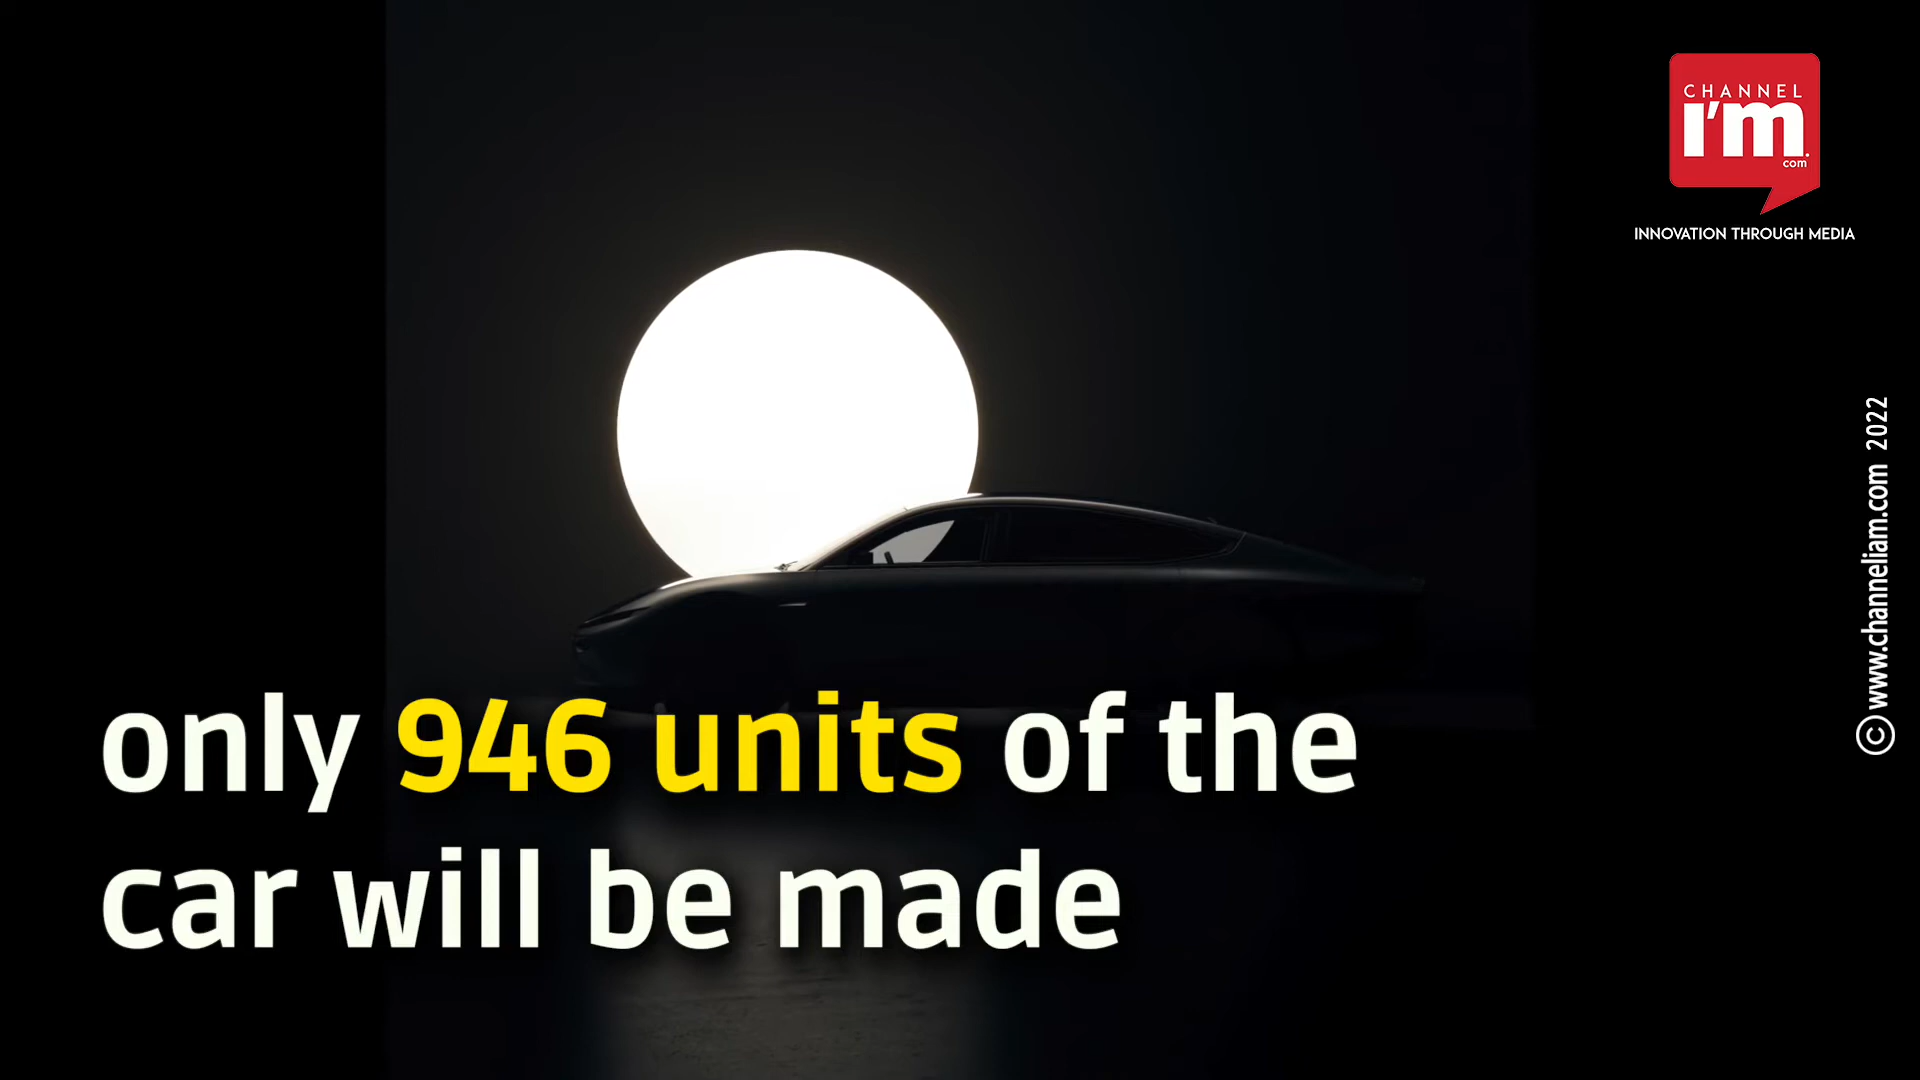 CHANNEL
i'm.
com
INNOVATION THROUGH MEDIA
© www.channeliam.com 2022
only 946 units of the
car will be made